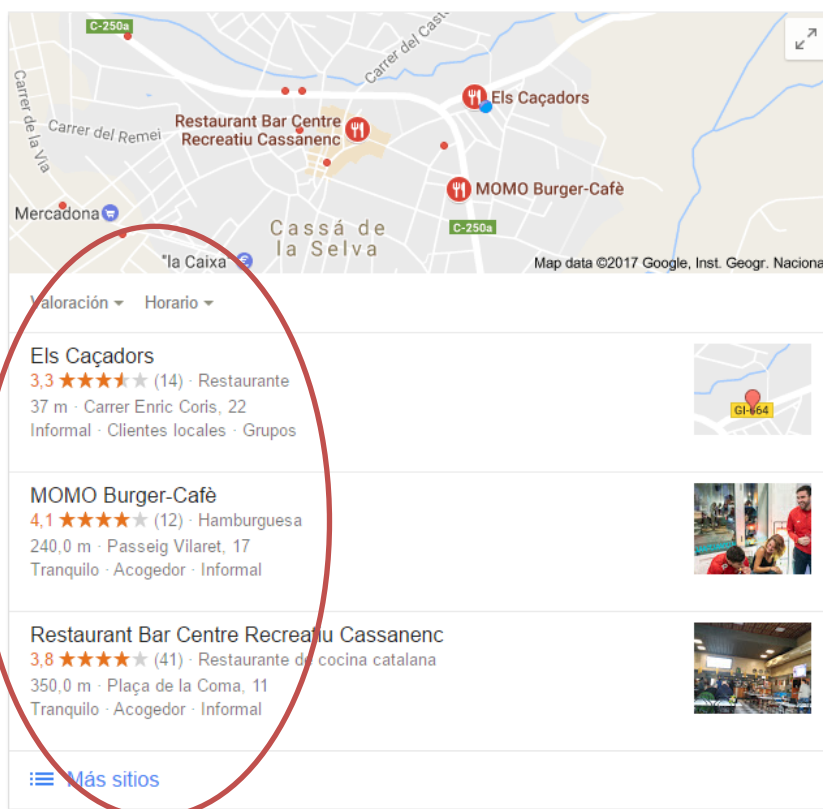 C-250a
Carrer del Cast
Carrer de la Via
Carrer del Remei
Restaurant Bar Centre
Recreatiu Cassanenc
Els Caçadors
MOMO Burger-Cafè
Mercadona
Cassá de
la Selva
C-250a
"la Caixa"
Map data ©2017 Google, Inst. Geogr. Naciona
Valoración Horario
Els Caçadors
3,3 (14) · Restaurante
37 m · Carrer Enric Coris, 22
Informal · Clientes locales · Grupos
GI-664
MOMO Burger-Cafè
4,1 (12) · Hamburguesa
240,0 m · Passeig Vilaret, 17
Tranquilo · Acogedor · Informal
Restaurant Bar Centre Recreatiu Cassanenc
3,8 (41) · Restaurante de cocina catalana
350,0 m · Plaça de la Coma, 11
Tranquilo · Acogedor · Informal
Más sitios